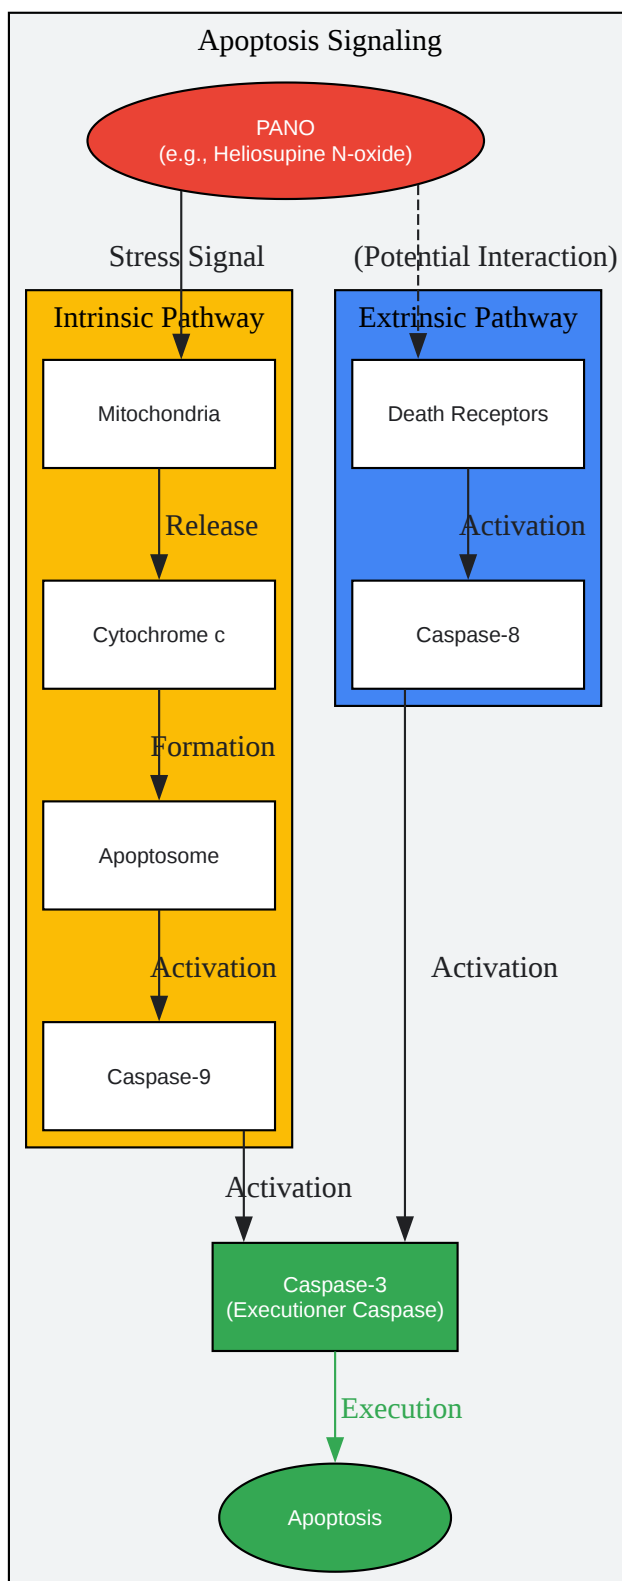 Apoptosis Signaling
PANO
(e.g., Heliosupine N-oxide)
Stress Signal
(Potential Interaction)
Intrinsic Pathway
Extrinsic Pathway
Mitochondria
Death Receptors
Release
Activation
Cytochrome c
Caspase-8
Formation
Apoptosome
Activation
Activation
Caspase-9
Activation
Caspase-3
(Executioner Caspase)
Execution
Apoptosis